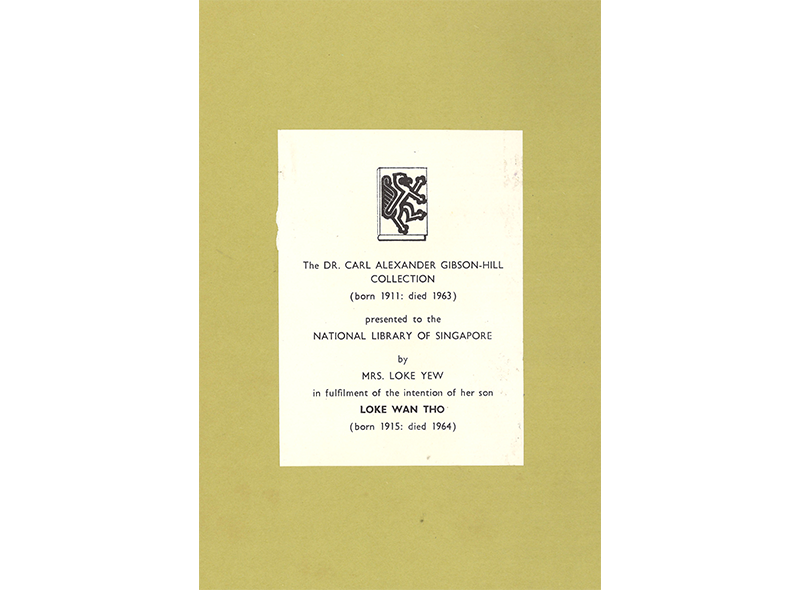 The DR. CARL ALEXANDER GIBSON-HILL
COLLECTION
(born 1911: died 1963)
presented to the
NATIONAL LIBRARY OF SINGAPORE
by
MRS. LOKE YEW
in fulfilment of the intention of her son
LOKE WAN THO
(born 1915: died 1964)